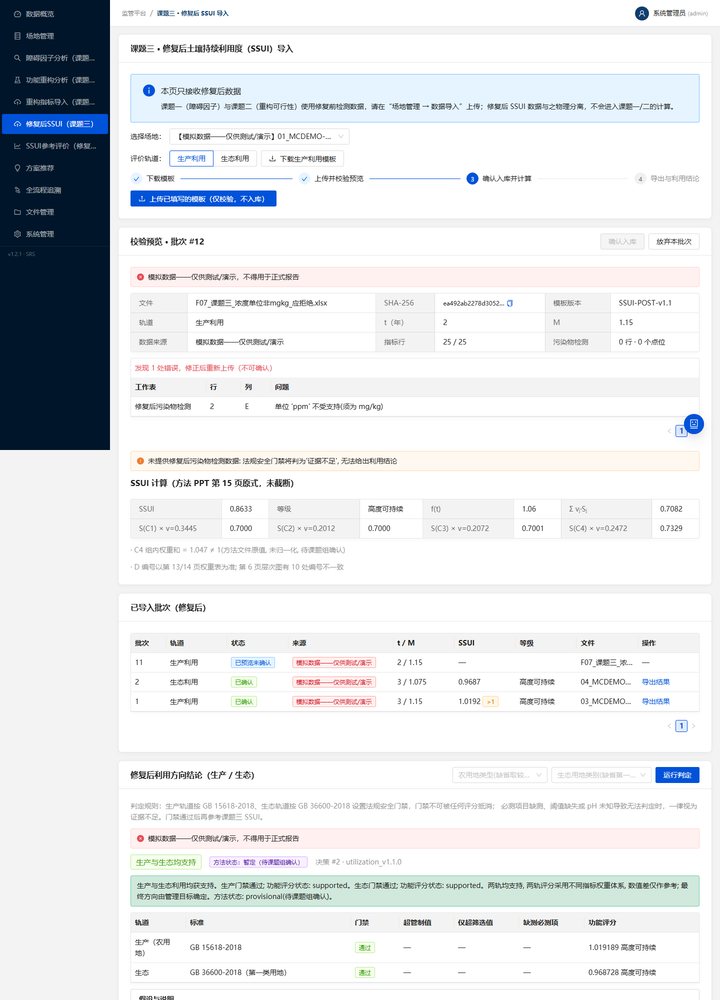 数据概览
场地管理
障碍因子分析（课题...
功能重构分析（课题...
重构指标导入（课题...
修复后SSUI（课题三）
SSUI参考评价（修复...
方案推荐
全流程追溯
文件管理
系统管理
v1.2.1 · SRS
监管平台 / 课题三 • 修复后 SSUI 导入
系统管理员 (admin)
课题三 • 修复后土壤持续利用度（SSUI）导入
本页只接收修复后数据
课题一（障碍因子）与课题二（重构可行性）使用修复前检测数据，请在“场地管理 → 数据导入”上传；修复后 SSUI 数据与之物理分离，不会进入课题一/二的计算。
选择场地： 【模拟数据——仅供测试/演示】01_MCDEMO-...
评价轨道： 生产利用 生态利用 下载生产利用模板
下载模板 上传并校验预览 3 确认入库并计算 4 导出与利用结论
上传已填写的模板（仅校验，不入库）
校验预览 • 批次 #12 确认入库 放弃本批次
模拟数据——仅供测试/演示，不得用于正式报告
文件 F07_课题三_浓度单位非mgkg_应拒绝.xlsx SHA-256 ea492ab2278d3052... 模板版本 SSUI-POST-v1.1
轨道 生产利用 t（年） 2 M 1.15
数据来源 模拟数据——仅供测试/演示 指标行 25 / 25 污染物检测 0 行 · 0 个点位
发现 1 处错误，修正后重新上传（不可确认）
工作表 行 列 问题
修复后污染物检测 2 E 单位 'ppm' 不受支持(须为 mg/kg)
1
未提供修复后污染物检测数据: 法规安全门禁将判为'证据不足', 无法给出利用结论
SSUI 计算（方法 PPT 第 15 页原式，未截断）
SSUI 0.8633 等级 高度可持续 f(t) 1.06 Σ vⱼ·Sⱼ 0.7082
S(C1) × v=0.3445 0.7000 S(C2) × v=0.2012 0.7000 S(C3) × v=0.2072 0.7001 S(C4) × v=0.2472 0.7329
· C4 组内权重和 = 1.047 ≠ 1(方法文件原值, 未归一化, 待课题组确认)
· D 编号以第 13/14 页权重表为准; 第 6 页层次图有 10 处编号不一致
已导入批次（修复后）
批次 轨道 状态 来源 t / M SSUI 等级 文件 操作
11 生产利用 已预览未确认 模拟数据——仅供测试/演示 2 / 1.15 — F07_课题三_浓... —
2 生态利用 已确认 模拟数据——仅供测试/演示 3 / 1.075 0.9687 高度可持续 04_MCDEMO... 导出结果
1 生产利用 已确认 模拟数据——仅供测试/演示 3 / 1.15 1.0192 >1 高度可持续 03_MCDEMO... 导出结果
1
修复后利用方向结论（生产 / 生态） 农用地类型(缺省取较... 生态用地类别(缺省第一... 运行判定
判定规则：生产轨道按 GB 15618-2018、生态轨道按 GB 36600-2018 设置法规安全门禁，门禁不可被任何评分抵消； 必测项目缺测、阈值缺失或 pH 未知导致无法判定时，一律视为
证据不足。门禁通过后再参考课题三 SSUI。
模拟数据——仅供测试/演示，不得用于正式报告
生产与生态均支持 方法状态：暂定（待课题组确认） 决策 #2 · utilization_v1.1.0
生产与生态利用均获支持。生产门禁通过; 功能评分状态: supported。生态门禁通过; 功能评分状态: supported。两轨均支持, 两轨评分采用不同指标权重体系, 数值差仅作参考; 最
终方向由管理目标确定。方法状态: provisional(待课题组确认)。
轨道 标准 门禁 超管制值 仅超筛选值 缺测必测项 功能评分
生产（农用
地） GB 15618-2018 通过 — — — 1.019189 高度可持续
生态 GB 36600-2018（第一类用地） 通过 — — — 0.968728 高度可持续
假设与说明